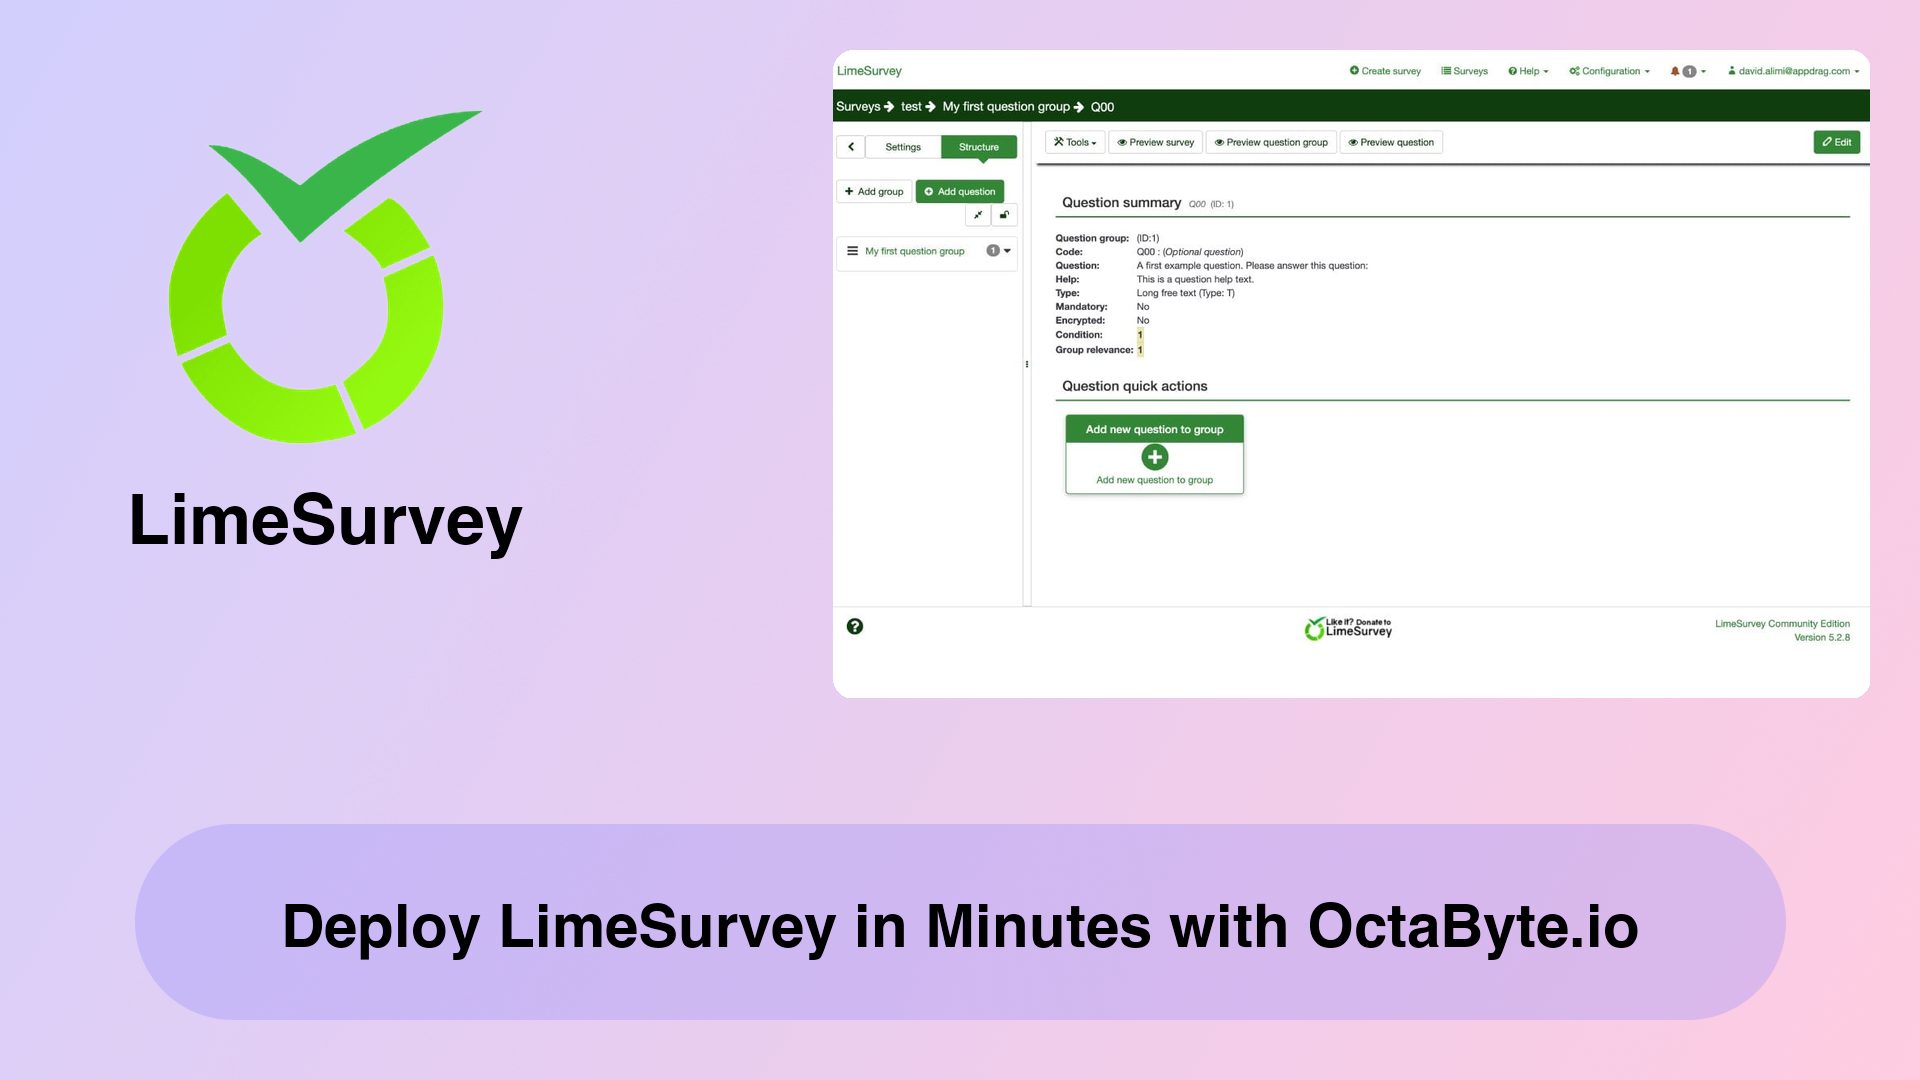 LimeSurvey
LimeSurvey
Create survey Surveys Help Configuration 1 david.alimi@appdrag.com
Surveys test My first question group Q00
Settings Structure
Tools Preview survey Preview question group Preview question Edit
Add group Add question
My first question group 1
Question summary Q00 (ID: 1)
Question group: (ID:1)
Code: Q00 : (Optional question)
Question: A first example question. Please answer this question:
Help: This is a question help text.
Type: Long free text (Type: T)
Mandatory: No
Encrypted: No
Condition: 1
Group relevance: 1
Question quick actions
Add new question to group
Add new question to group
Like it? Donate to
LimeSurvey
LimeSurvey Community Edition
Version 5.2.8
Deploy LimeSurvey in Minutes with OctaByte.io